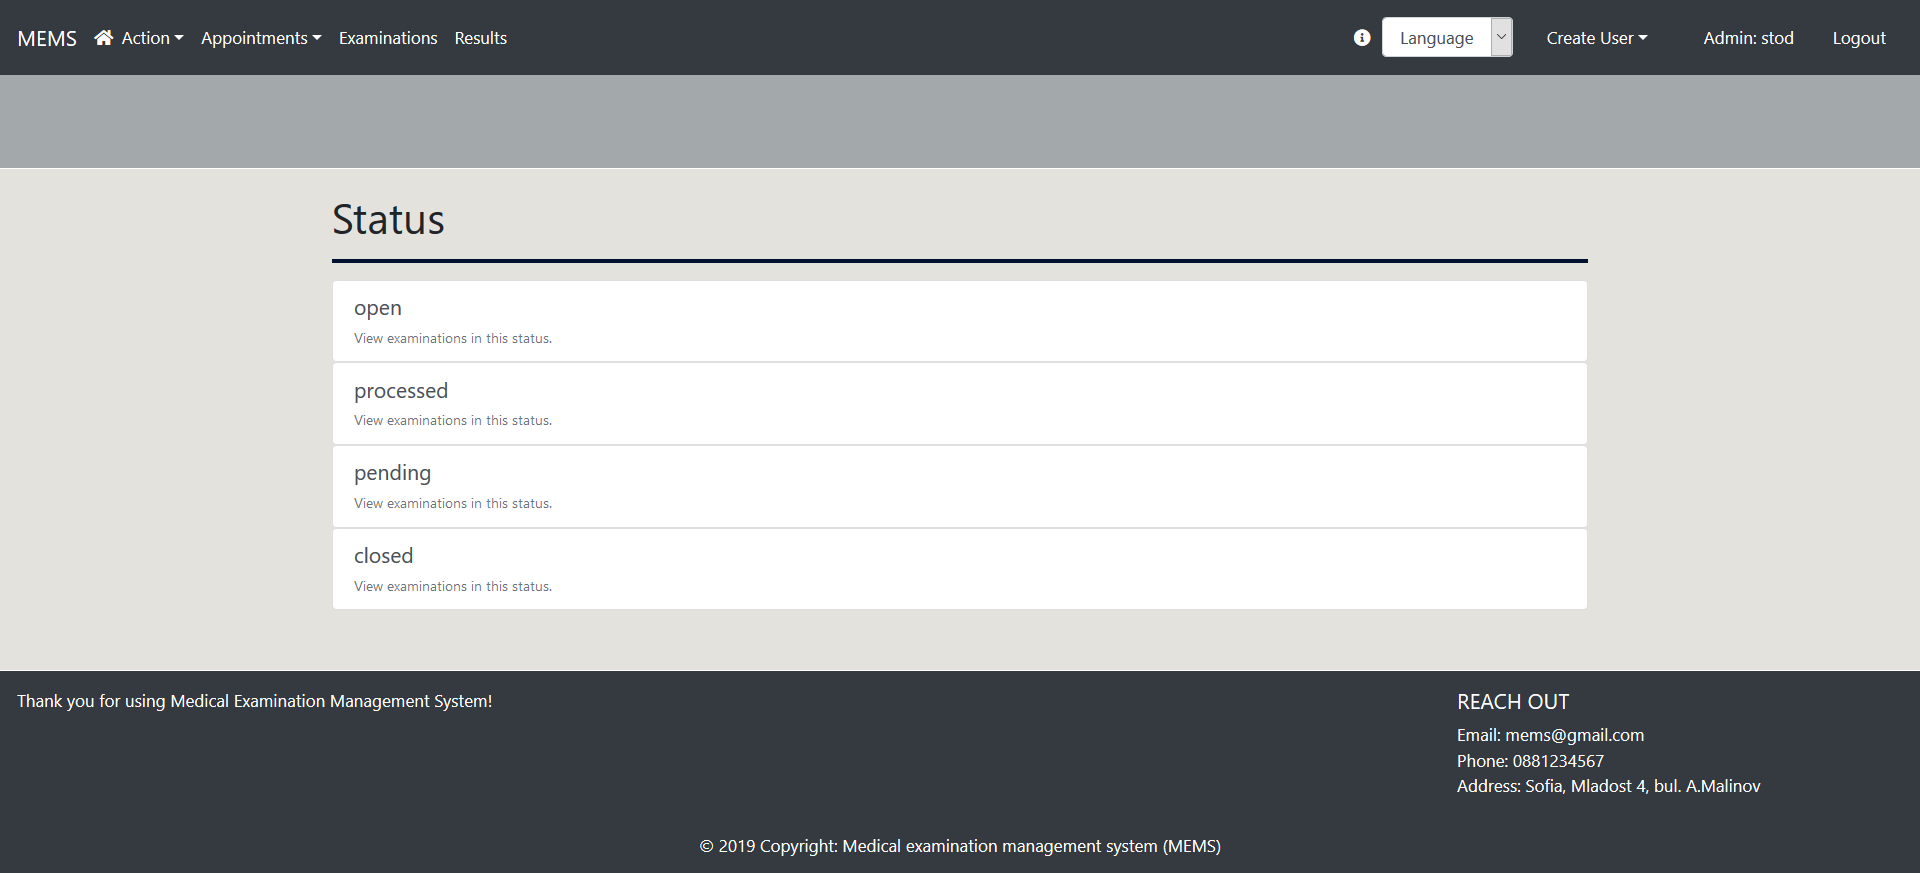 MEMS Action Appointments Examinations Results Language Create User Admin: stod Logout
Status
open
View examinations in this status.
processed
View examinations in this status.
pending
View examinations in this status.
closed
View examinations in this status.
Thank you for using Medical Examination Management System!
REACH OUT
Email: mems@gmail.com
Phone: 0881234567
Address: Sofia, Mladost 4, bul. A.Malinov
© 2019 Copyright: Medical examination management system (MEMS)